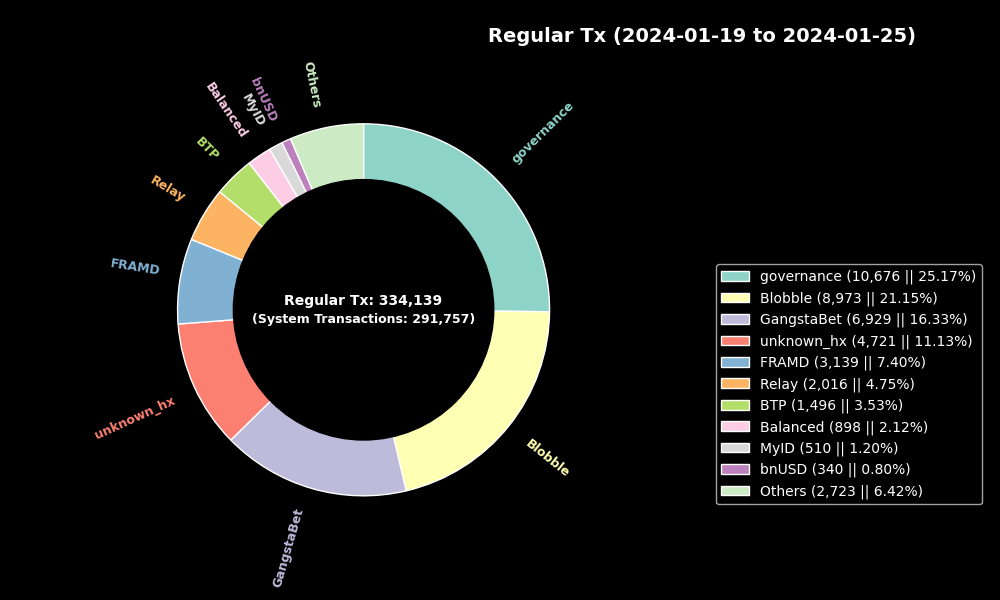 Regular Tx (2024-01-19 to 2024-01-25)
Others
bnUSD
MyID
Balanced
BTP
Relay
FRAMD
unknown_hx
GangstaBet
Blobble
governance
Regular Tx: 334,139
(System Transactions: 291,757)
governance (10,676 || 25.17%)
Blobble (8,973 || 21.15%)
GangstaBet (6,929 || 16.33%)
unknown_hx (4,721 || 11.13%)
FRAMD (3,139 || 7.40%)
Relay (2,016 || 4.75%)
BTP (1,496 || 3.53%)
Balanced (898 || 2.12%)
MyID (510 || 1.20%)
bnUSD (340 || 0.80%)
Others (2,723 || 6.42%)